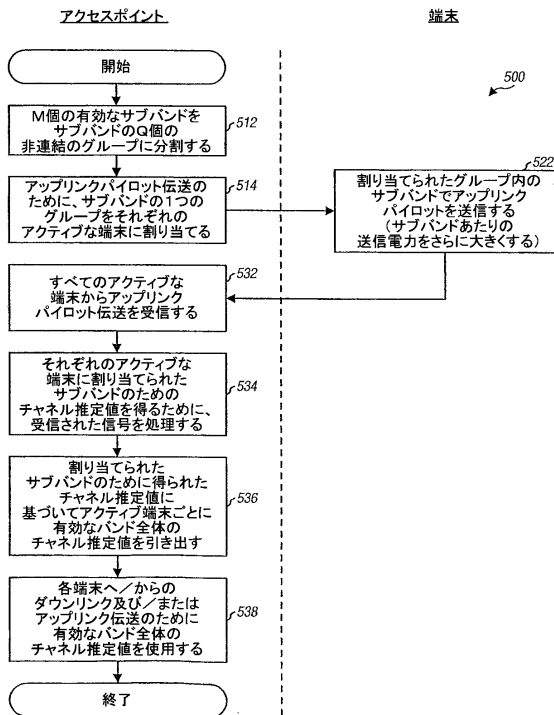 アクセスポイント
端末
開始
500
M個の有効なサブバンドを
サブバンドのQ個の
非連結のグループに分割する
512
アップリンクパイロット伝送の
ために、サブバンドの1つの
グループをそれぞれの
アクティブな端末に割り当てる
514
522
割り当てられたグループ内の
サブバンドでアップリンク
パイロットを送信する
(サブバンドあたりの
送信電力をさらに大きくする)
すべてのアクティブな
端末からアップリンク
パイロット伝送を受信する
532
それぞれのアクティブな
端末に割り当てられた
サブバンドのための
チャネル推定値を得るために、
受信された信号を処理する
534
割り当てられた
サブバンドのために得られた
チャネル推定値に
基づいてアクティブ端末ごとに
有効なバンド全体の
チャネル推定値を引き出す
536
各端末へ/からの
ダウンリンク及び/または
アップリンク伝送のために
有効なバンド全体の
チャネル推定値を使用する
538
終了